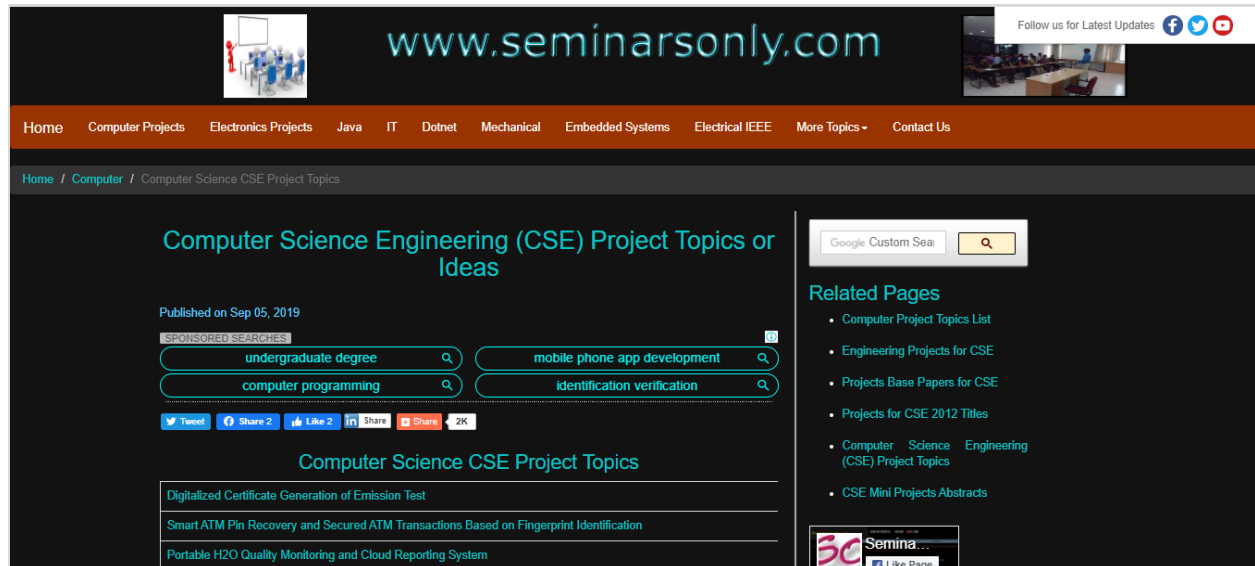 www.seminarsonly.com
Follow us for Latest Updates
Home Computer Projects Electronics Projects Java IT Dotnet Mechanical Embedded Systems Electrical IEEE More Topics Contact Us
Home / Computer / Computer Science CSE Project Topics
Computer Science Engineering (CSE) Project Topics or
Ideas
Published on Sep 05, 2019
SPONSORED SEARCHES
undergraduate degree
mobile phone app development
computer programming
identification verification
Tweet Share 2 Like 2 in Share Share 2K
Computer Science CSE Project Topics
Digitalized Certificate Generation of Emission Test
Smart ATM Pin Recovery and Secured ATM Transactions Based on Fingerprint Identification
Portable H2O Quality Monitoring and Cloud Reporting System
Google Custom Sea
Related Pages
Computer Project Topics List
Engineering Projects for CSE
Projects Base Papers for CSE
Projects for CSE 2012 Titles
Computer Science Engineering
(CSE) Project Topics
CSE Mini Projects Abstracts
Semina...
Like Page